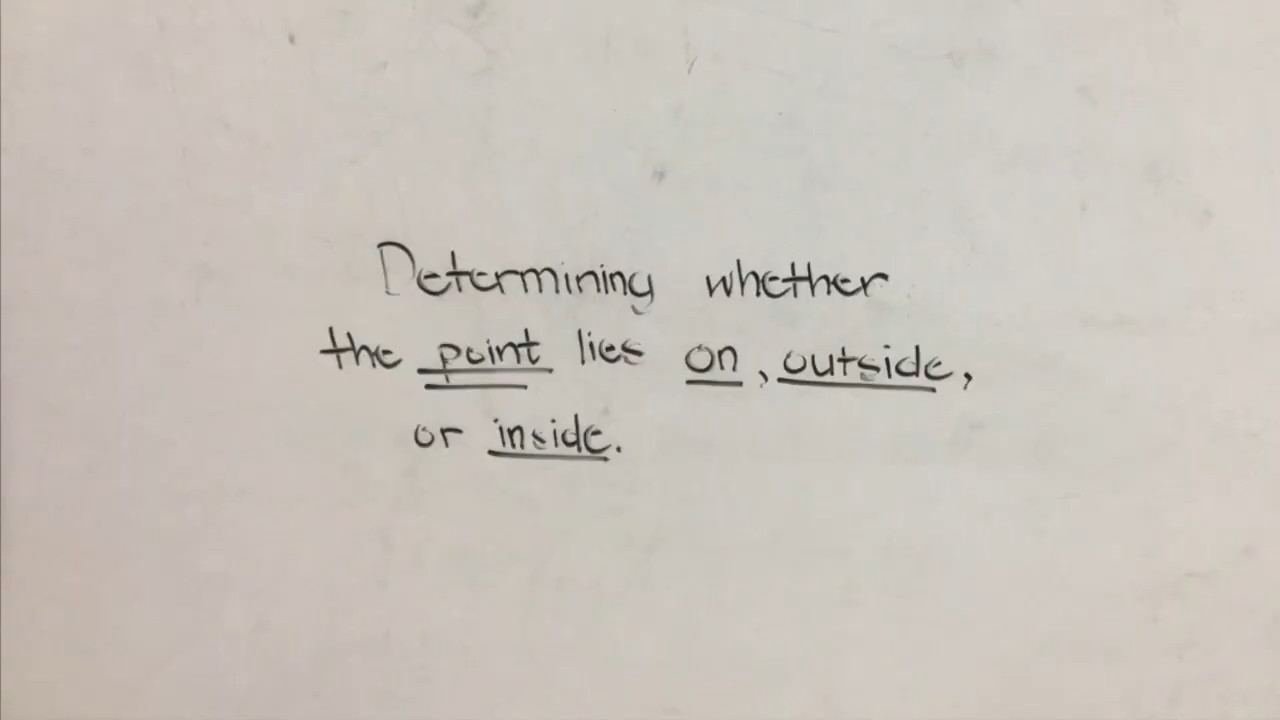 Determining whether
the point lies on, outside,
or inside.